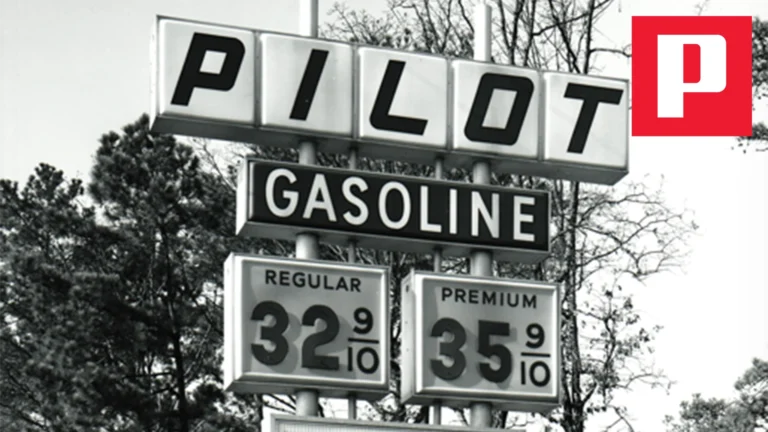 PILOT
P
GASOLINE
REGULAR
32 9/10
PREMIUM
35 9/10